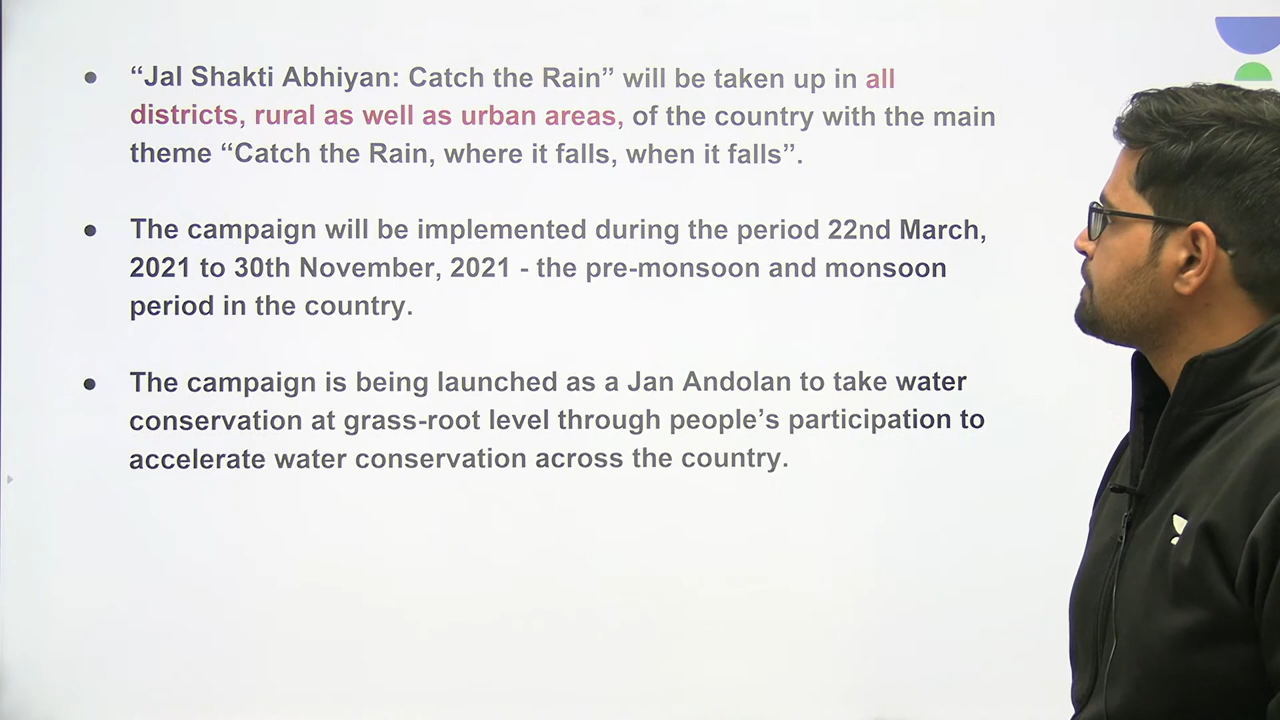 ● “Jal Shakti Abhiyan: Catch the Rain” will be taken up in all
districts, rural as well as urban areas, of the country with the main
theme “Catch the Rain, where it falls, when it falls”.
● The campaign will be implemented during the period 22nd March,
2021 to 30th November, 2021 - the pre-monsoon and monsoon
period in the country.
● The campaign is being launched as a Jan Andolan to take water
conservation at grass-root level through people’s participation to
accelerate water conservation across the country.